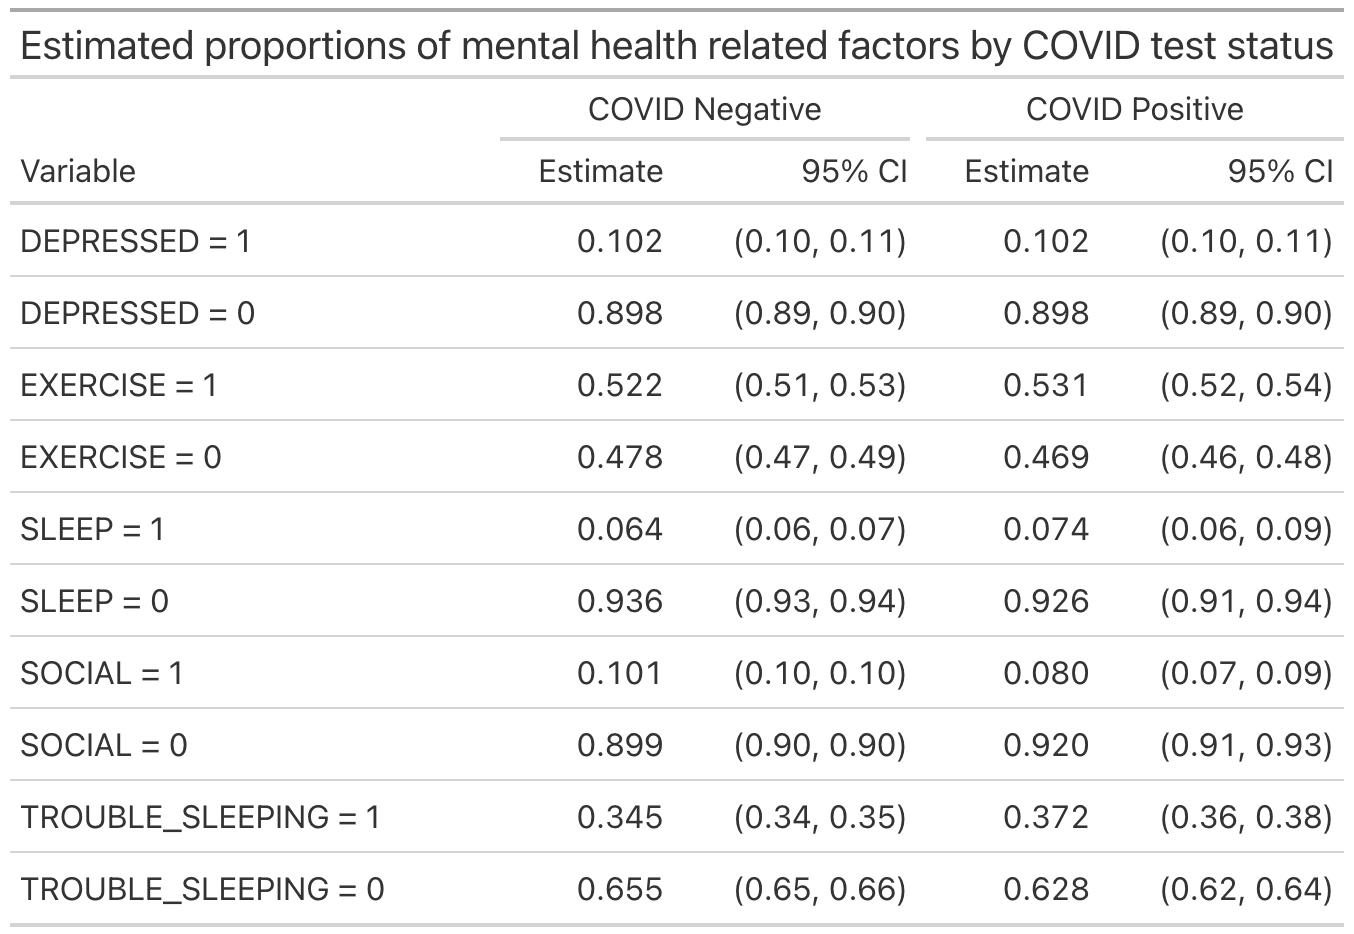 Estimated proportions of mental health related factors by COVID test status
COVID Negative COVID Positive
Variable Estimate 95% CI Estimate 95% CI
DEPRESSED = 1 0.102 (0.10, 0.11) 0.102 (0.10, 0.11)
DEPRESSED = 0 0.898 (0.89, 0.90) 0.898 (0.89, 0.90)
EXERCISE = 1 0.522 (0.51, 0.53) 0.531 (0.52, 0.54)
EXERCISE = 0 0.478 (0.47, 0.49) 0.469 (0.46, 0.48)
SLEEP = 1 0.064 (0.06, 0.07) 0.074 (0.06, 0.09)
SLEEP = 0 0.936 (0.93, 0.94) 0.926 (0.91, 0.94)
SOCIAL = 1 0.101 (0.10, 0.10) 0.080 (0.07, 0.09)
SOCIAL = 0 0.899 (0.90, 0.90) 0.920 (0.91, 0.93)
TROUBLE_SLEEPING = 1 0.345 (0.34, 0.35) 0.372 (0.36, 0.38)
TROUBLE_SLEEPING = 0 0.655 (0.65, 0.66) 0.628 (0.62, 0.64)